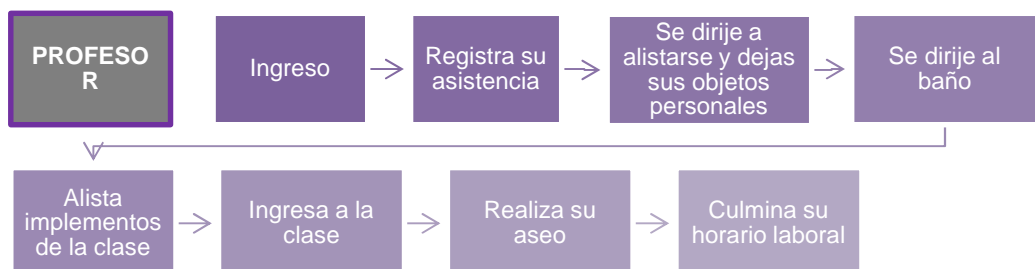 PROFESO
R
Ingreso
Registra su
asistencia
Se dirije a
alistarse y dejas
sus objetos
personales
Se dirije al
baño
Alista
implementos
de la clase
Ingresa a la
clase
Realiza su
aseo
Culmina su
horario laboral